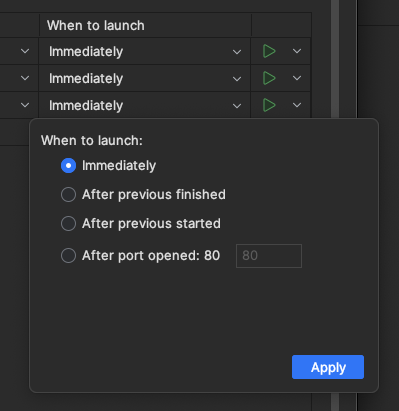 When to launch
Immediately
Immediately
Immediately
When to launch:
Immediately
After previous finished
After previous started
After port opened: 80 80
Apply